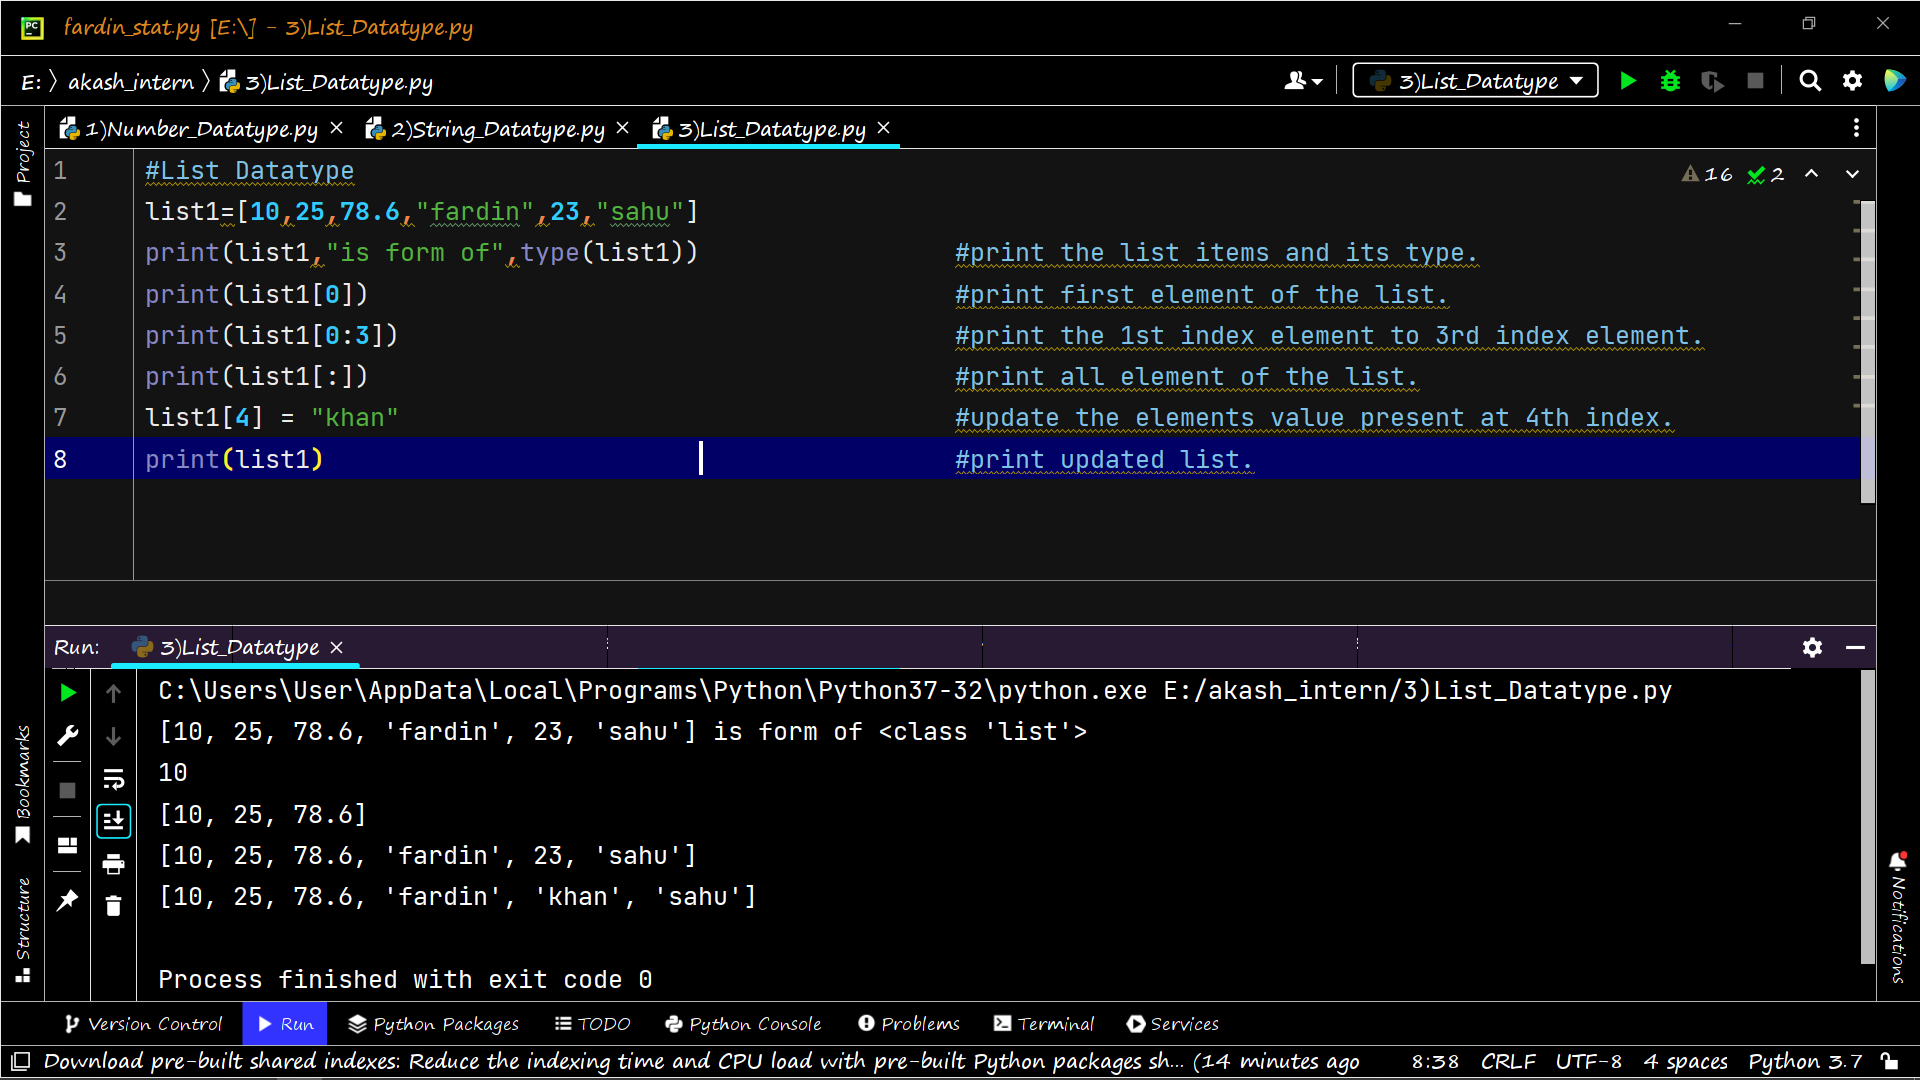 fardin_stat.py [E:\] - 3)List_Datatype.py
E: akash_intern 3)List_Datatype.py
3)List_Datatype
Project
1)Number_Datatype.py 2)String_Datatype.py 3)List_Datatype.py
16 2
1 #List Datatype
2 list1=[10,25,78.6,"fardin",23,"sahu"]
3 print(list1,"is form of",type(list1)) #print the list items and its type.
4 print(list1[0]) #print first element of the list.
5 print(list1[0:3]) #print the 1st index element to 3rd index element.
6 print(list1[:]) #print all element of the list.
7 list1[4] = "khan" #update the elements value present at 4th index.
8 print(list1) #print updated list.
Run: 3)List_Datatype
C:\Users\User\AppData\Local\Programs\Python\Python37-32\python.exe E:/akash_intern/3)List_Datatype.py
[10, 25, 78.6, 'fardin', 23, 'sahu'] is form of <class 'list'>
10
[10, 25, 78.6]
[10, 25, 78.6, 'fardin', 23, 'sahu']
[10, 25, 78.6, 'fardin', 'khan', 'sahu']
Process finished with exit code 0
Bookmarks
Structure
Notifications
Version Control Run Python Packages TODO Python Console Problems Terminal Services
Download pre-built shared indexes: Reduce the indexing time and CPU load with pre-built Python packages sh... (14 minutes ago 8:38 CRLF UTF-8 4 spaces Python 3.7